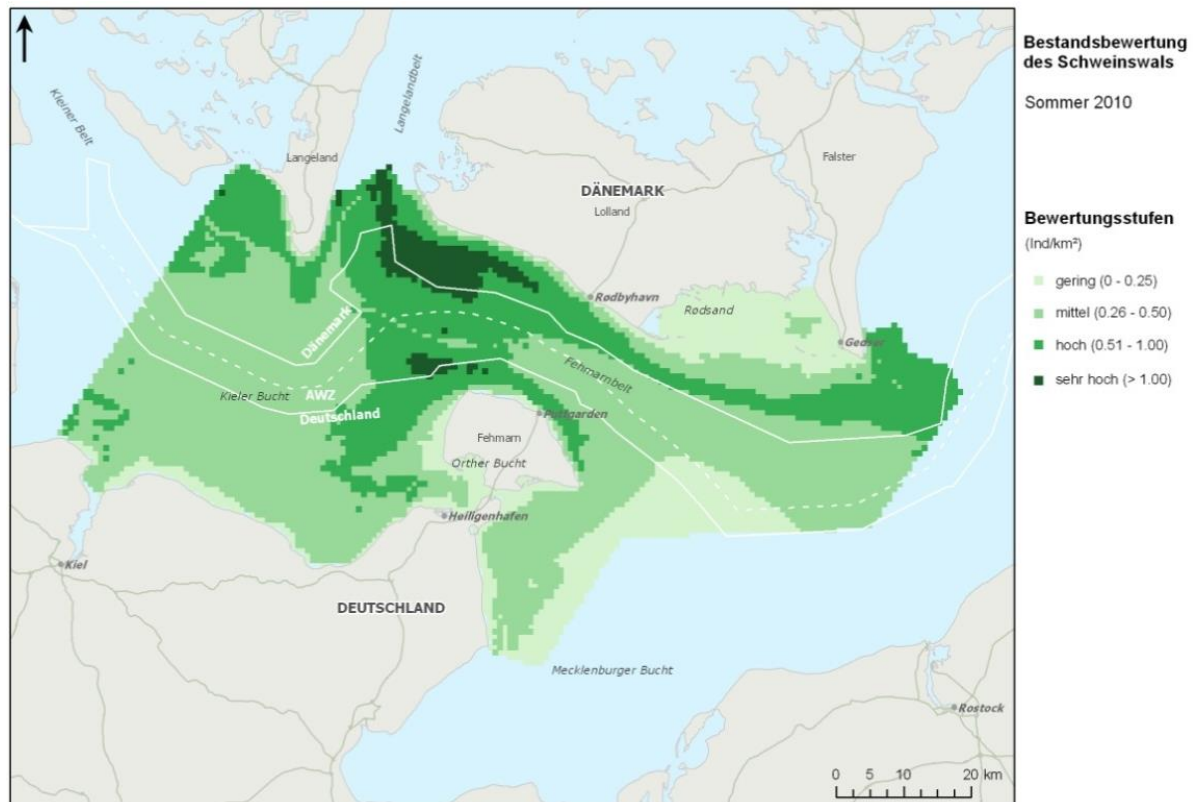 Bestandsbewertung
des Schweinswals
Sommer 2010
Bewertungsstufen
(Ind/km²)
gering (0 - 0.25)
mittel (0.26 - 0.50)
hoch (0.51 - 1.00)
sehr hoch (> 1.00)
Kleiner Belt
Langelandbelt
Langeland
Falster
DÄNEMARK
Lolland
Rødbyhavn
Rødsand
Gedser
Dänemark
Fehmarnbelt
Kieler Bucht
AWZ
Deutschland
Puttgarden
Fehmarn
Orther Bucht
Heiligenhafen
Kiel
DEUTSCHLAND
Mecklenburger Bucht
Rostock
0 5 10 20 km